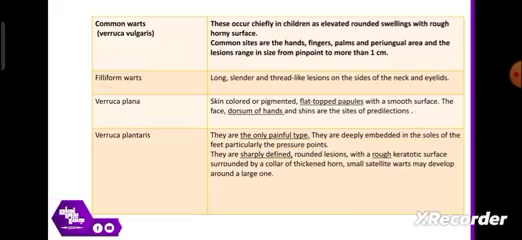 Common warts
(verruca vulgaris)
These occur chiefly in children as elevated rounded swellings with rough
horny surface.
Common sites are the hands, fingers, palms and periungual area and the
lesions range in size from pinpoint to more than 1 cm.
Filliform warts
Long, slender and thread-like lesions on the sides of the neck and eyelids.
Verruca plana
Skin colored or pigmented, flat-topped papules with a smooth surface. The
face, dorsum of hands and shins are the sites of predilections .
Verruca plantaris
They are the only painful type. They are deeply embedded in the soles of the
feet particularly the pressure points.
They are sharply defined, rounded lesions, with a rough keratotic surface
surrounded by a collar of thickened horn, small satellite warts may develop
around a large one.
XRecorder